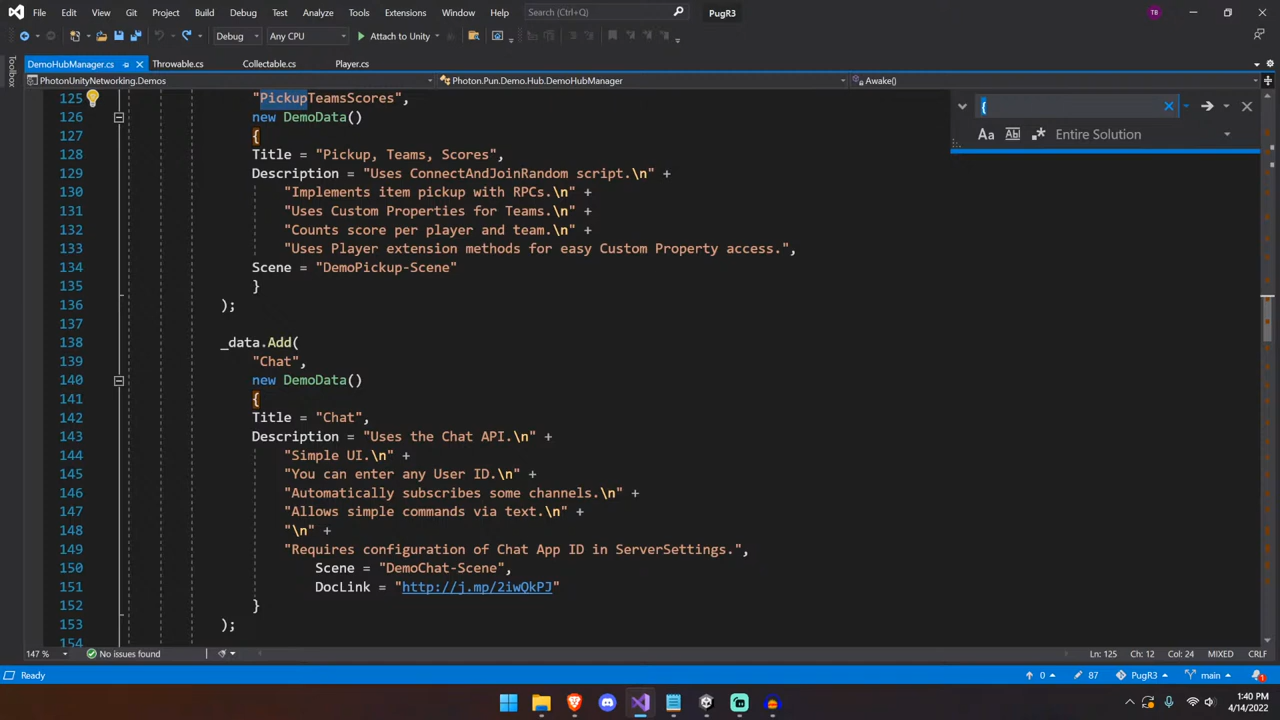 File Edit View Git Project Build Debug Test Analyze Tools Extensions Window Help Search (Ctrl+Q) PugR3 TB
Debug Any CPU Attach to Unity
DemoHubManager.cs Throwable.cs Collectable.cs Player.cs
Toolbox
PhotonUnityNetworking.Demos Photon.Pun.Demo.Hub.DemoHubManager Awake()
{
Aa Ab Entire Solution
125 "PickupTeamsScores",
126 new DemoData()
127 {
128 Title = "Pickup, Teams, Scores",
129 Description = "Uses ConnectAndJoinRandom script.\n" +
130 "Implements item pickup with RPCs.\n" +
131 "Uses Custom Properties for Teams.\n" +
132 "Counts score per player and team.\n" +
133 "Uses Player extension methods for easy Custom Property access.",
134 Scene = "DemoPickup-Scene"
135 }
136 );
137
138 _data.Add(
139 "Chat",
140 new DemoData()
141 {
142 Title = "Chat",
143 Description = "Uses the Chat API.\n" +
144 "Simple UI.\n" +
145 "You can enter any User ID.\n" +
146 "Automatically subscribes some channels.\n" +
147 "Allows simple commands via text.\n" +
148 "\n" +
149 "Requires configuration of Chat App ID in ServerSettings.",
150 Scene = "DemoChat-Scene",
151 DocLink = "http://j.mp/2iwQkPJ"
152 }
153 );
154
147 % No issues found Ln: 125 Ch: 12 Col: 24 MIXED CRLF
Ready 0 87 PugR3 main 1
1:40 PM
4/14/2022